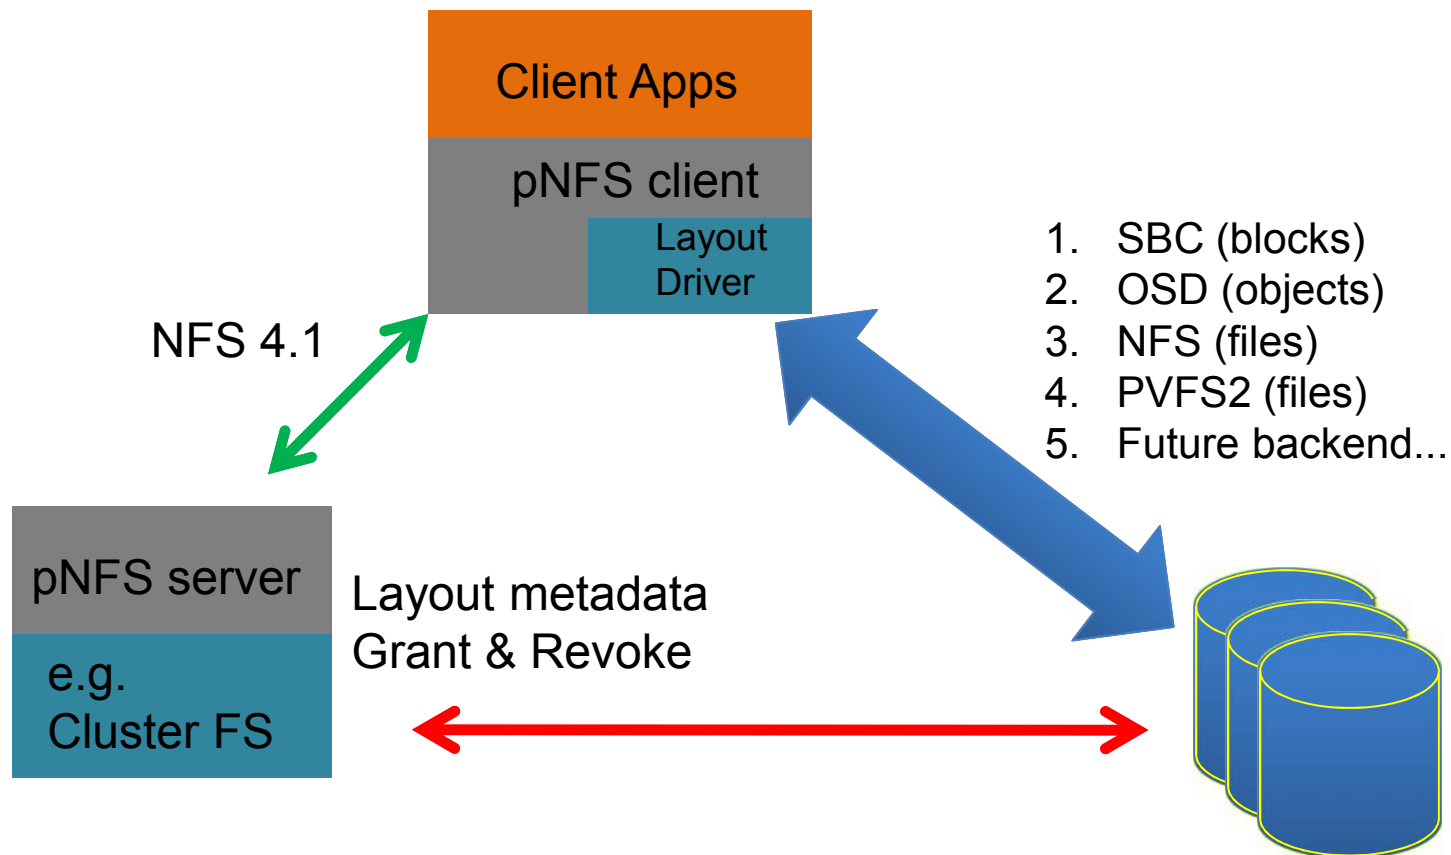 Client Apps
pNFS client
Layout
Driver
NFS 4.1
1. SBC (blocks)
2. OSD (objects)
3. NFS (files)
4. PVFS2 (files)
5. Future backend...
pNFS server
e.g.
Cluster FS
Layout metadata
Grant & Revoke